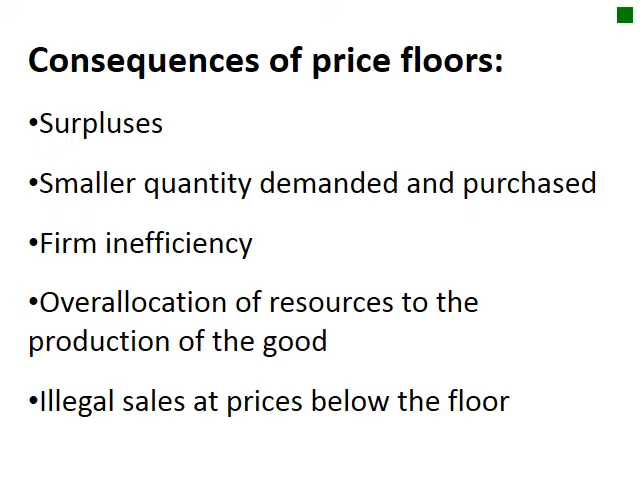 Consequences of price floors:
•Surpluses
•Smaller quantity demanded and purchased
•Firm inefficiency
•Overallocation of resources to the
production of the good
•Illegal sales at prices below the floor